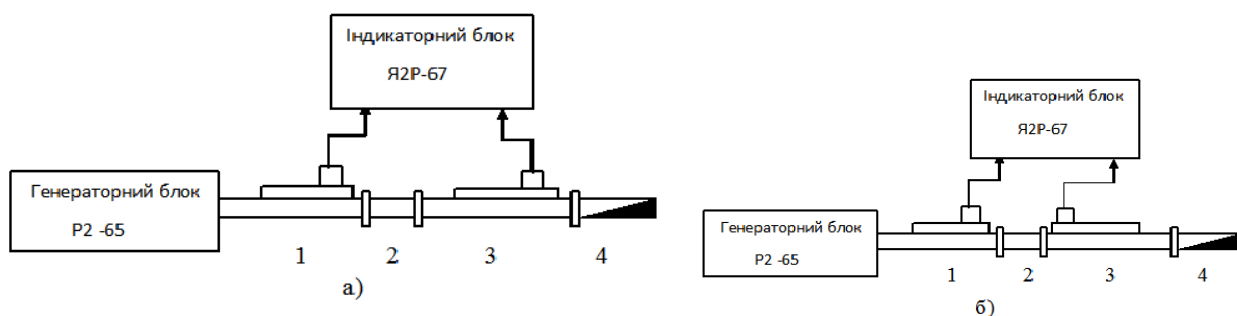 Індикаторний блок
Я2Р-67
Генераторний блок
Р2 -65
1 2 3 4
а)
Індикаторний блок
Я2Р-67
Генераторний блок
Р2 -65
1 2 3 4
б)